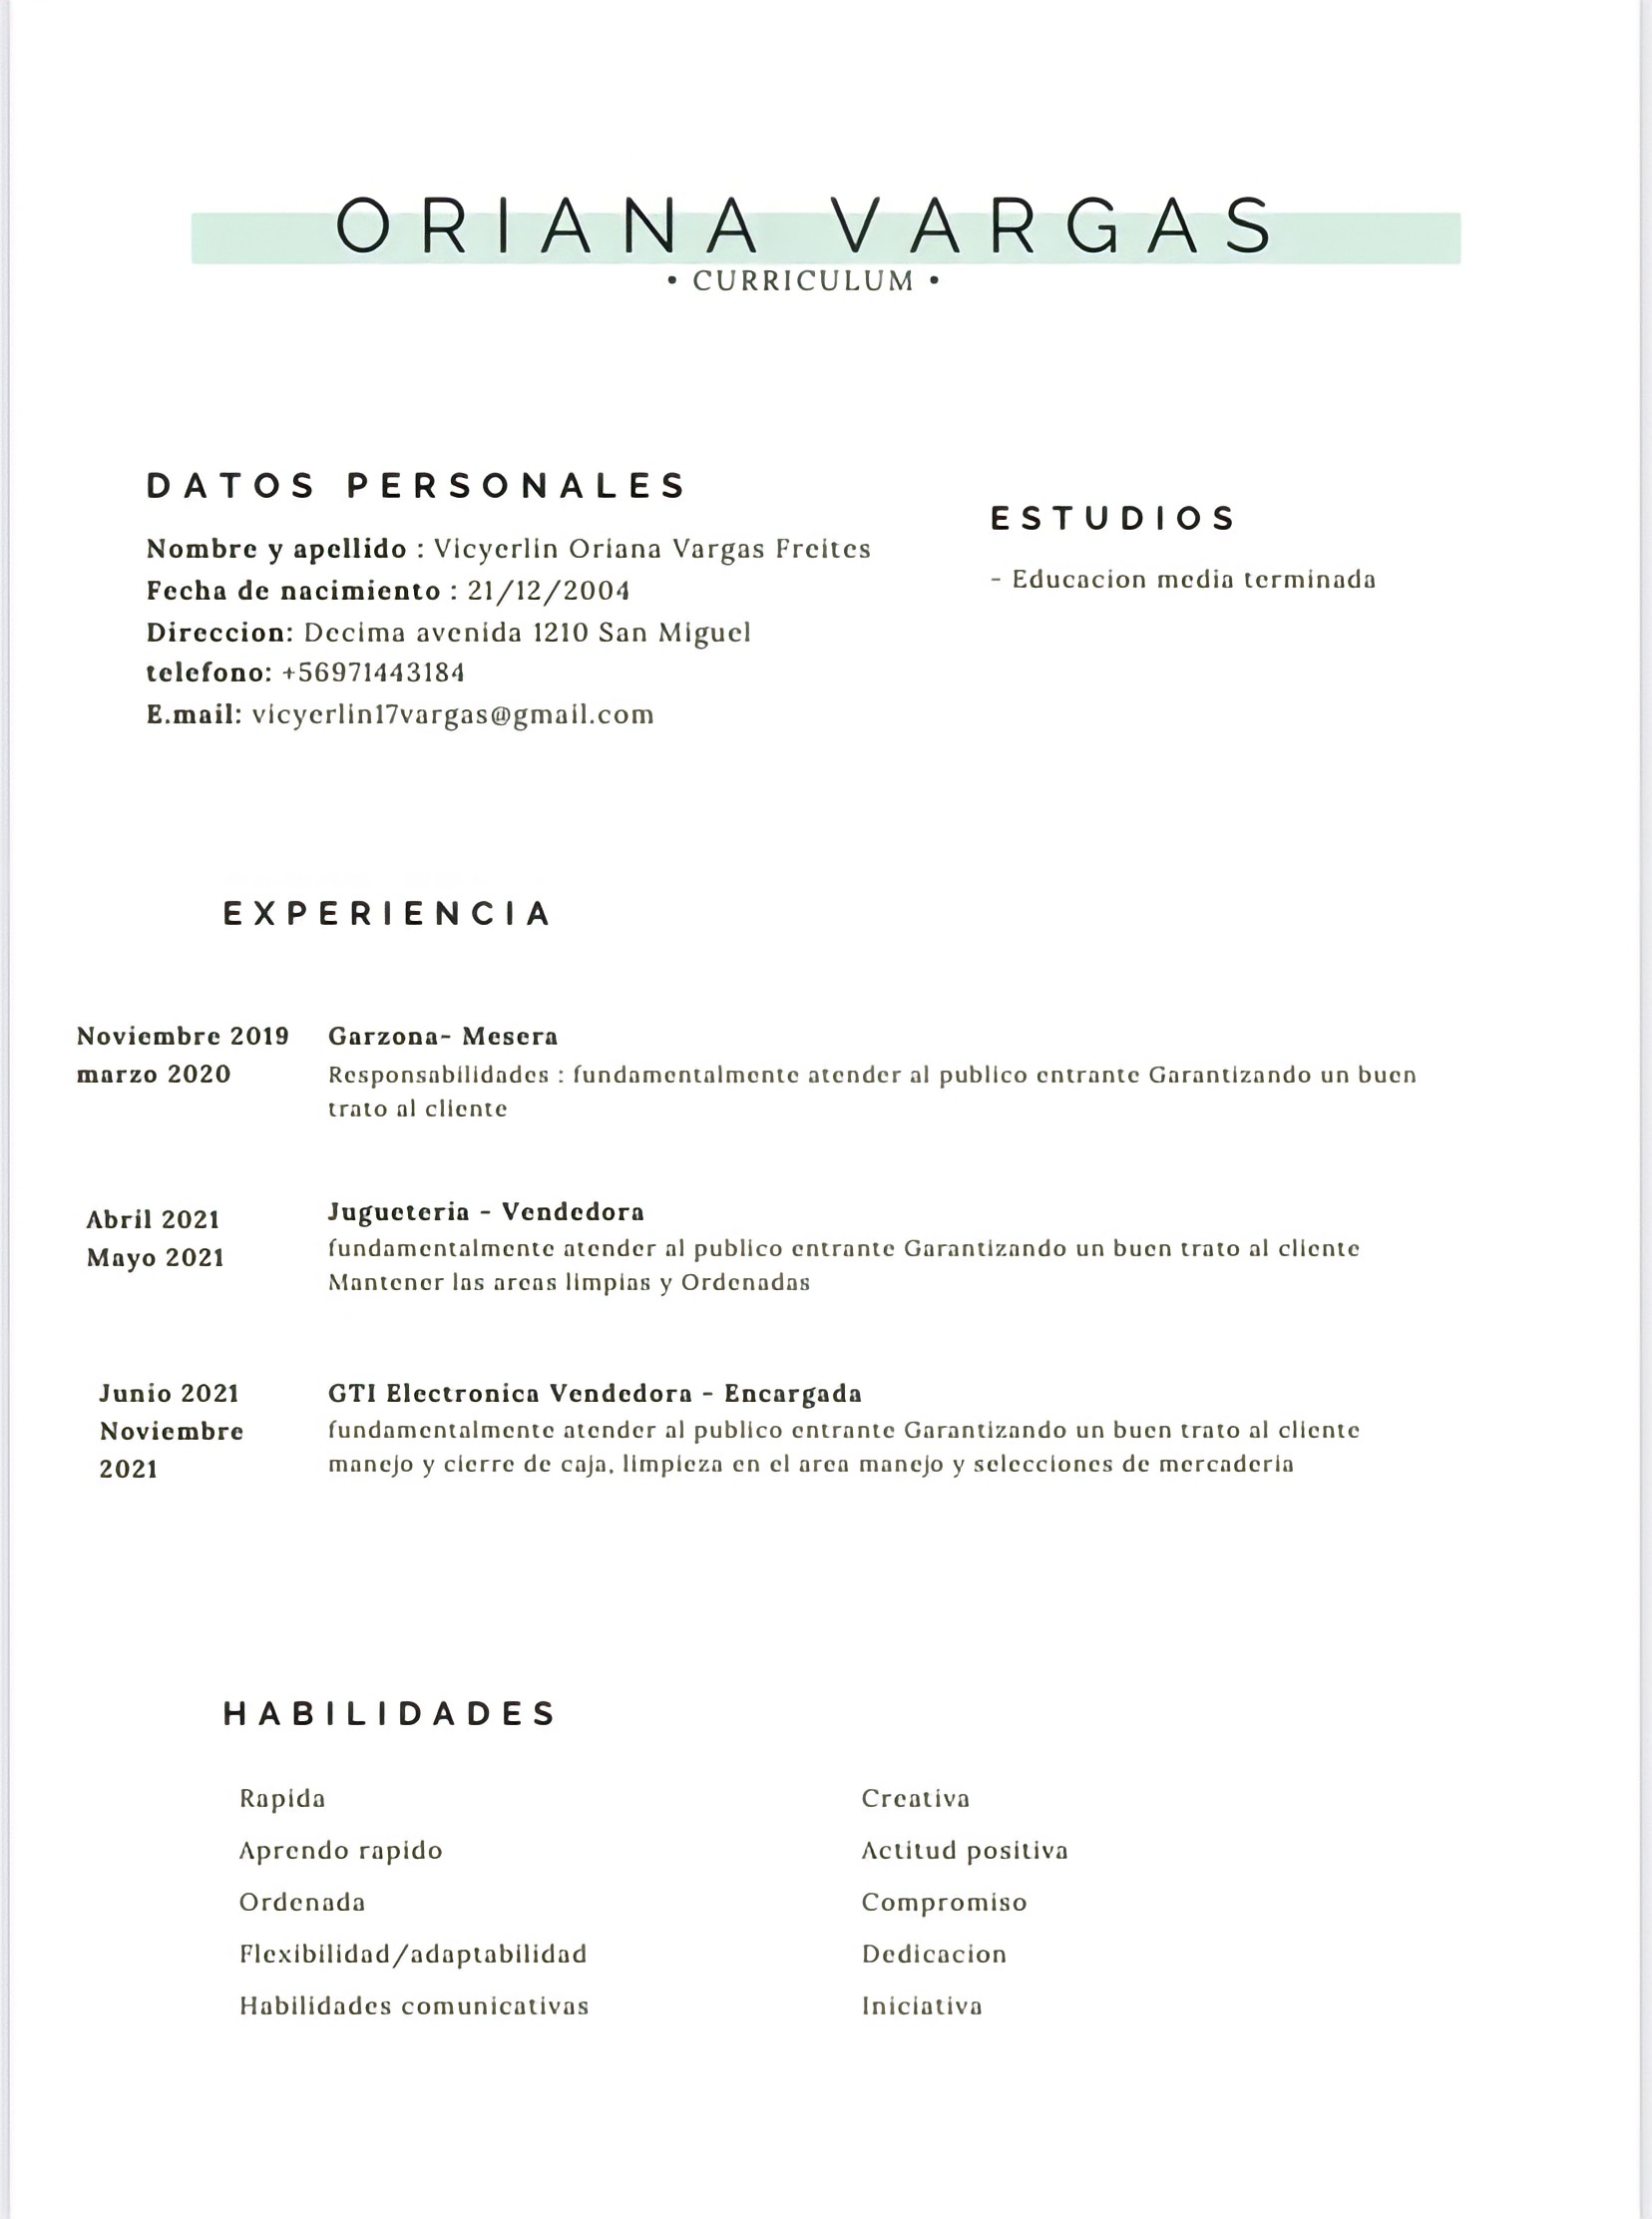 ORIANA VARGAS
• CURRICULUM •
DATOS PERSONALES
Nombre y apellido : Vicyerlin Oriana Vargas Freites
Fecha de nacimiento : 21/12/2004
Direccion: Decima avenida 1210 San Miguel
telefono: +56971443184
E.mail: vicyerlin17vargas@gmail.com
ESTUDIOS
- Educacion media terminada
EXPERIENCIA
Noviembre 2019
marzo 2020
Garzona- Mesera
Responsabilidades : fundamentalmente atender al publico entrante Garantizando un buen
trato al cliente
Abril 2021
Mayo 2021
Jugueteria - Vendedora
fundamentalmente atender al publico entrante Garantizando un buen trato al cliente
Mantener las areas limpias y Ordenadas
Junio 2021
Noviembre
2021
GTI Electronica Vendedora - Encargada
fundamentalmente atender al publico entrante Garantizando un buen trato al cliente
manejo y cierre de caja, limpieza en el area manejo y selecciones de mercaderia
HABILIDADES
Rapida
Aprendo rapido
Ordenada
Flexibilidad/adaptabilidad
Habilidades comunicativas
Creativa
Actitud positiva
Compromiso
Dedicacion
Iniciativa